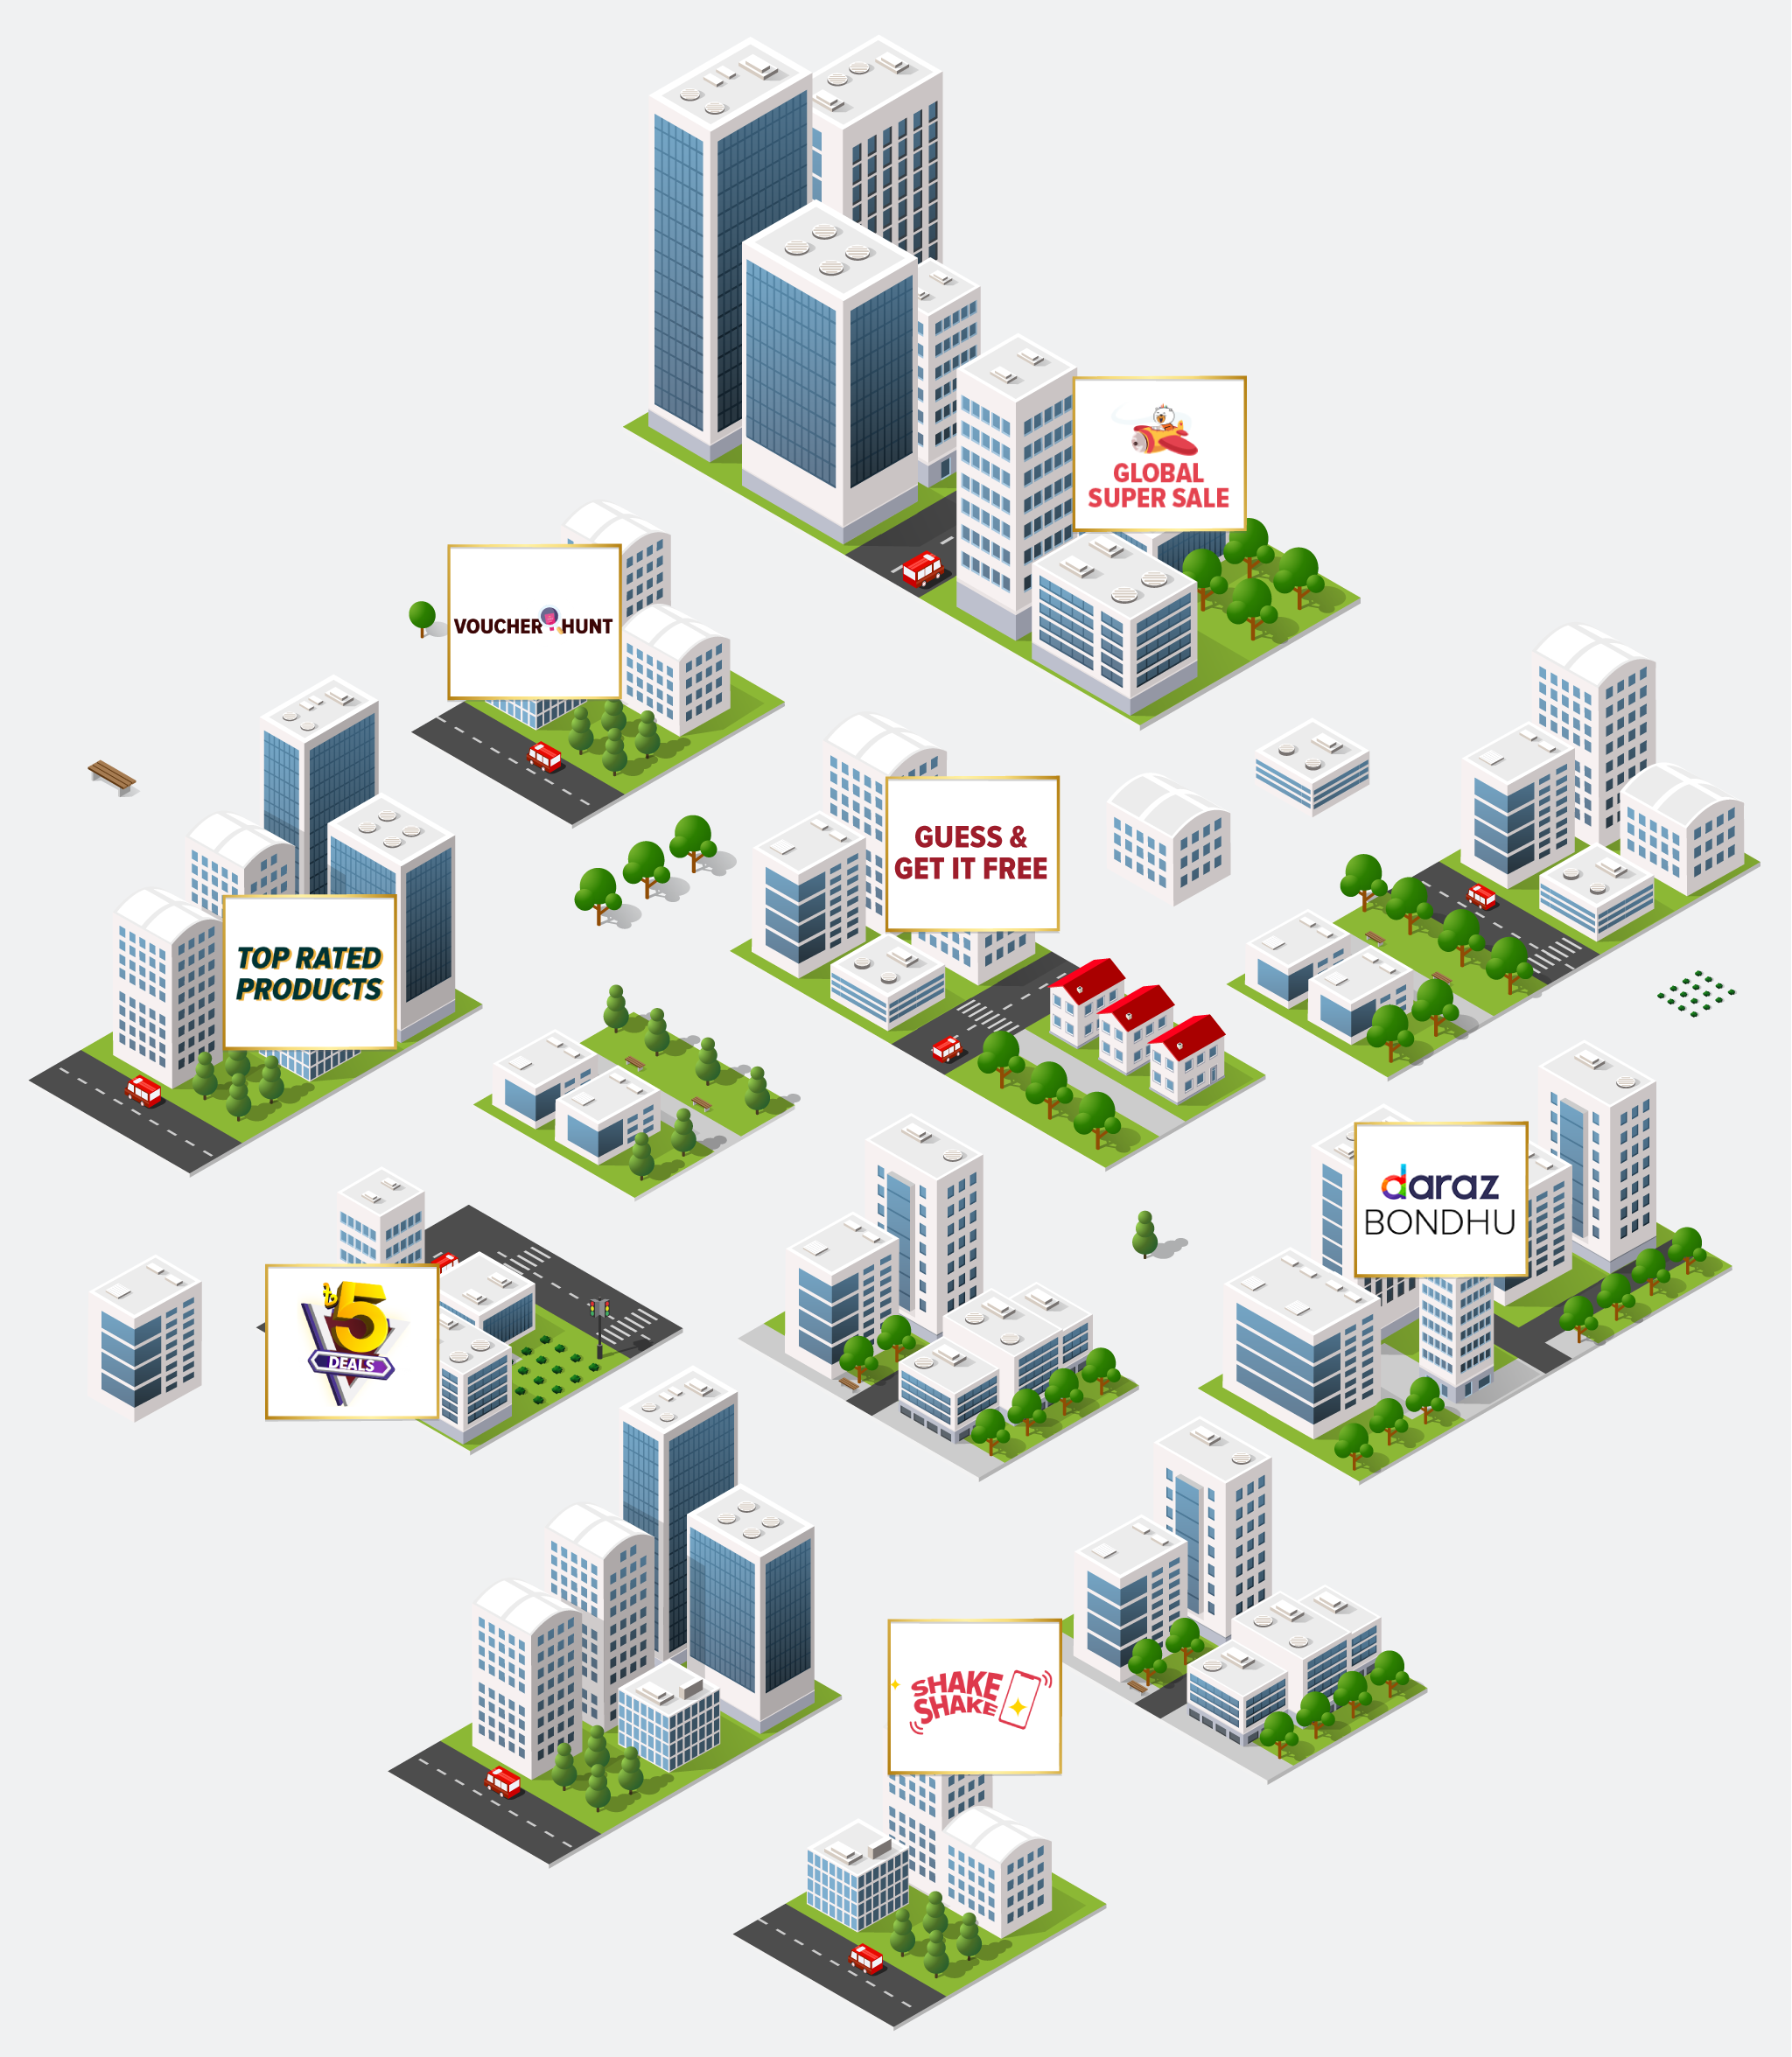 GLOBAL
SUPER SALE
VOUCHER HUNT
GUESS &
GET IT FREE
TOP RATED
PRODUCTS
daraz
BONDHU
5
DEALS
SHAKE
SHAKE